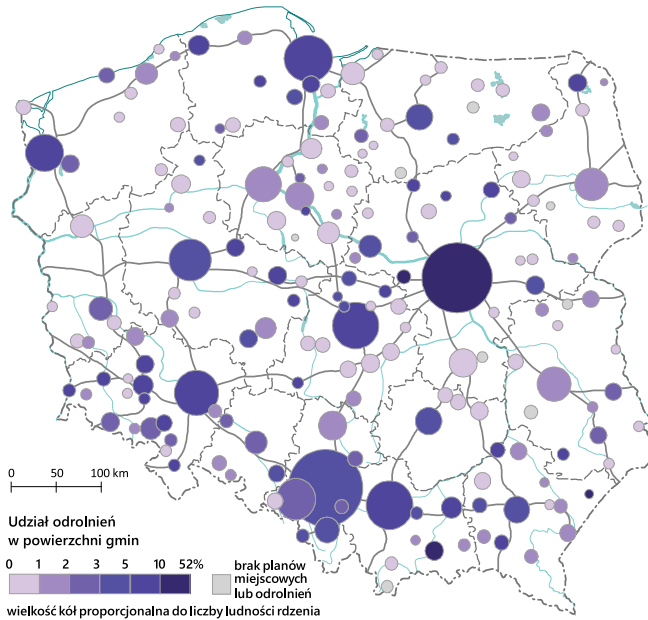 0 50 100 km
Udział odrolnień
w powierzchni gmin
0 1 2 3 5 10 52%
brak planów
miejscowych
lub odrolnień
wielkość kół proporcjonalna do liczby ludności rdzenia